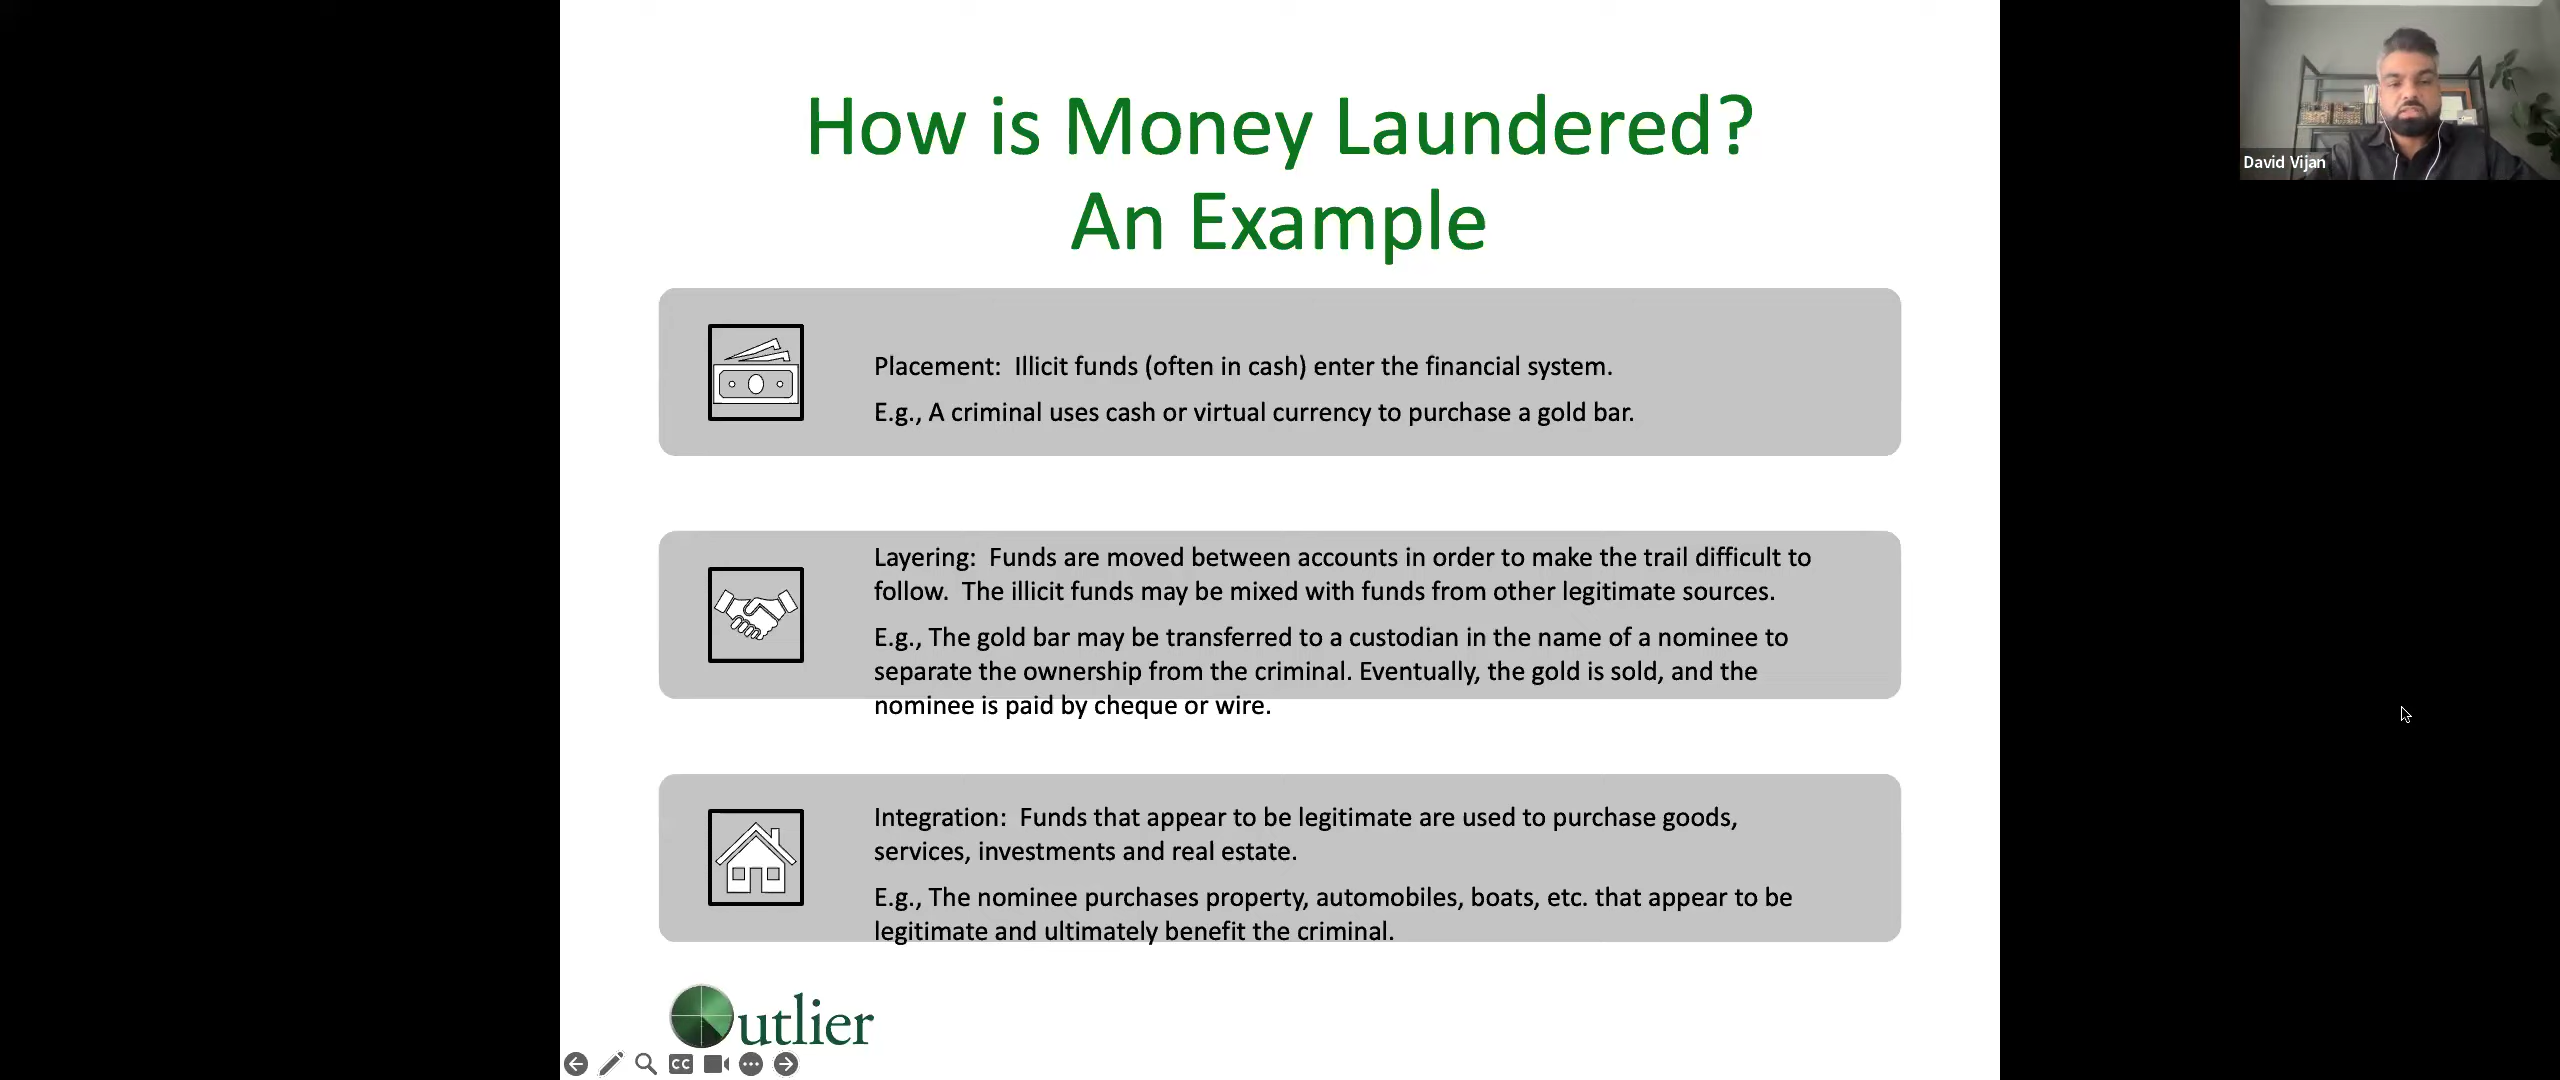 How is Money Laundered?
An Example
David Vijan
Placement:  Illicit funds (often in cash) enter the financial system.
E.g., A criminal uses cash or virtual currency to purchase a gold bar.
Layering:  Funds are moved between accounts in order to make the trail difficult to
follow.  The illicit funds may be mixed with funds from other legitimate sources.
E.g., The gold bar may be transferred to a custodian in the name of a nominee to
separate the ownership from the criminal. Eventually, the gold is sold, and the
nominee is paid by cheque or wire.
Integration:  Funds that appear to be legitimate are used to purchase goods,
services, investments and real estate.
E.g., The nominee purchases property, automobiles, boats, etc. that appear to be
legitimate and ultimately benefit the criminal.
Outlier
CC